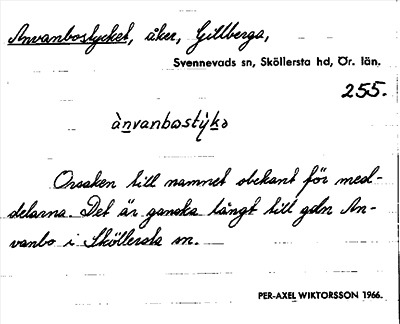 Anvanbostycket, åker, Gillberga,
Svennevads sn, Sköllersta hd, Ör. län.
255.
ànvanbostỳkə
Orsaken till namnet obekant för med-
delarna. Det är ganska långt till gdn An-
vanbo i Sköllersta sn.
PER-AXEL WIKTORSSON 1966.